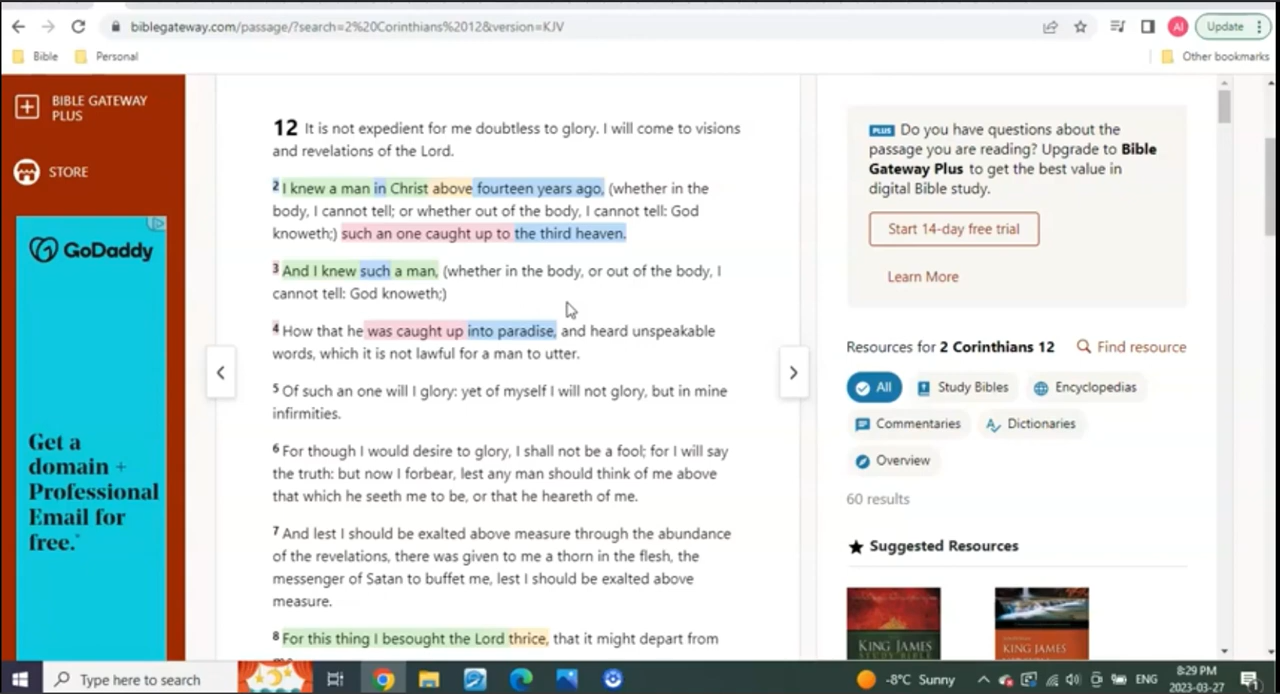 biblegateway.com/passage/?search=2%20Corinthians%2012&version=KJV
AI
Update
Bible
Personal
Other bookmarks
BIBLE GATEWAY
PLUS
STORE
GoDaddy
Get a
domain +
Professional
Email for
free.*
12 It is not expedient for me doubtless to glory. I will come to visions
and revelations of the Lord.
2 I knew a man in Christ above fourteen years ago, (whether in the
body, I cannot tell; or whether out of the body, I cannot tell: God
knoweth;) such an one caught up to the third heaven.
3 And I knew such a man, (whether in the body, or out of the body, I
cannot tell: God knoweth;)
4 How that he was caught up into paradise, and heard unspeakable
words, which it is not lawful for a man to utter.
5 Of such an one will I glory: yet of myself I will not glory, but in mine
infirmities.
6 For though I would desire to glory, I shall not be a fool; for I will say
the truth: but now I forbear, lest any man should think of me above
that which he seeth me to be, or that he heareth of me.
7 And lest I should be exalted above measure through the abundance
of the revelations, there was given to me a thorn in the flesh, the
messenger of Satan to buffet me, lest I should be exalted above
measure.
8 For this thing I besought the Lord thrice, that it might depart from
PLUS Do you have questions about the
passage you are reading? Upgrade to Bible
Gateway Plus to get the best value in
digital Bible study.
Start 14-day free trial
Learn More
Resources for 2 Corinthians 12
Find resource
All
Study Bibles
Encyclopedias
Commentaries
Dictionaries
Overview
60 results
Suggested Resources
KING JAMES
STUDY BIBLE
KING JAMES
Type here to search
-8°C Sunny
ENG
8:29 PM
2023-03-27